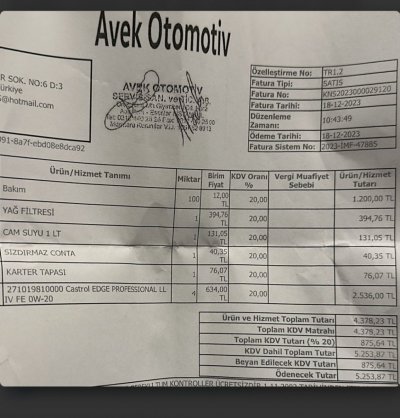 Avek Otomotiv
R SOK. NO:6 D:3
ürkiye
@hotmail.com
091-8a7f-ebd08e8dca92
AVEK OTOMOTİV
Özelleştirme No: TR1.2
Fatura Tipi: SATIS
Fatura No: KNS2023000029120
Fatura Tarihi: 18-12-2023
Düzenleme Zamanı: 10:43:49
Ödeme Tarihi: 18-12-2023
Fatura Sistem No: 2023-IMF-47885
Ürün/Hizmet Tanımı Miktar Birim Fiyat KDV Oranı % Vergi Muafiyet Sebebi Ürün/Hizmet Tutarı
Bakım 100 12,00 TL 20,00 1.200,00 TL
YAĞ FİLTRESİ 1 394,76 TL 20,00 394,76 TL
CAM SUYU 1 LT 1 131,05 TL 20,00 131,05 TL
SIZDIRMAZ CONTA 1 40,35 TL 20,00 40,35 TL
KARTER TAPASI 1 76,07 TL 20,00 76,07 TL
271019810000 Castrol EDGE PROFESSIONAL LL IV FE 0W-20 4 634,00 TL 20,00 2.536,00 TL
Ürün ve Hizmet Toplam Tutarı 4.378,23 TL
Toplam KDV Matrahı 4.378,23 TL
Toplam KDV Tutarı (% 20) 875,64 TL
KDV Dahil Toplam Tutar 5.253,87 TL
Beyan Edilecek KDV Tutarı 875,64 TL
Ödenecek Tutar 5.253,87 TL